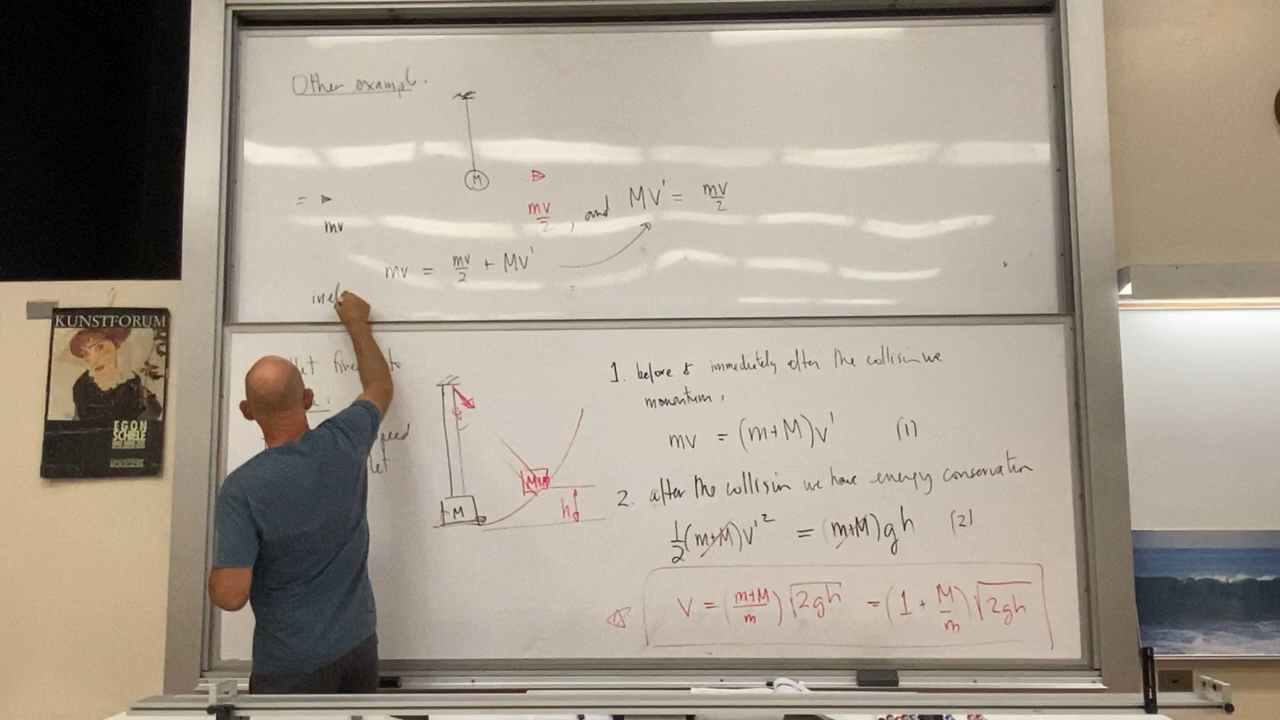 Other example.
M
mv
mv/2 , and MV' = mv/2
mv = mv/2 + MV'
KUNSTFORUM
EGON
SCHIELE
1. before & immediately after the collision we
momentum,
mv = (m+M)v' (1)
2. after the collision we have energy conservation
1/2(m+M)v'² = (m+M)gh (2)
M
h
V = (m+M/m)√2gh = (1 + M/m)√2gh